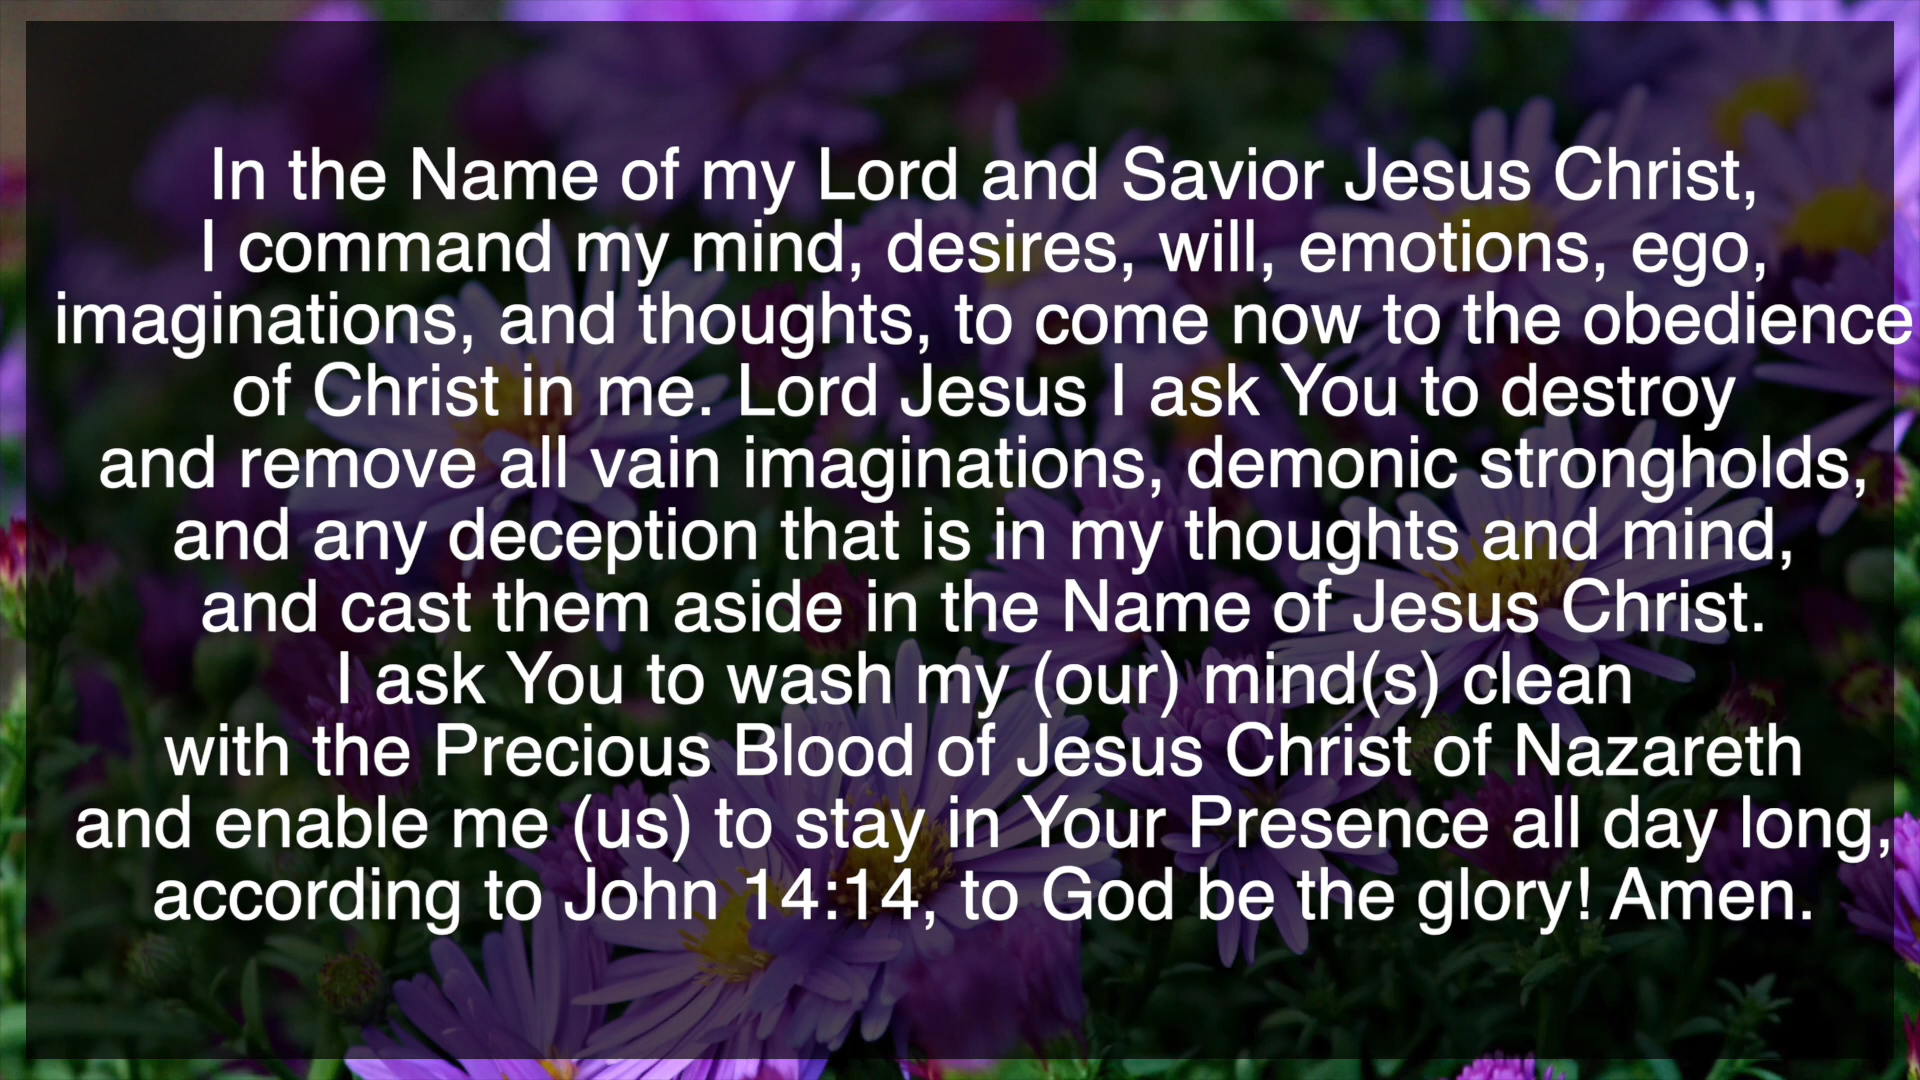 In the Name of my Lord and Savior Jesus Christ,
I command my mind, desires, will, emotions, ego,
imaginations, and thoughts, to come now to the obedience
of Christ in me. Lord Jesus I ask You to destroy
and remove all vain imaginations, demonic strongholds,
and any deception that is in my thoughts and mind,
and cast them aside in the Name of Jesus Christ.
I ask You to wash my (our) mind(s) clean
with the Precious Blood of Jesus Christ of Nazareth
and enable me (us) to stay in Your Presence all day long,
according to John 14:14, to God be the glory! Amen.